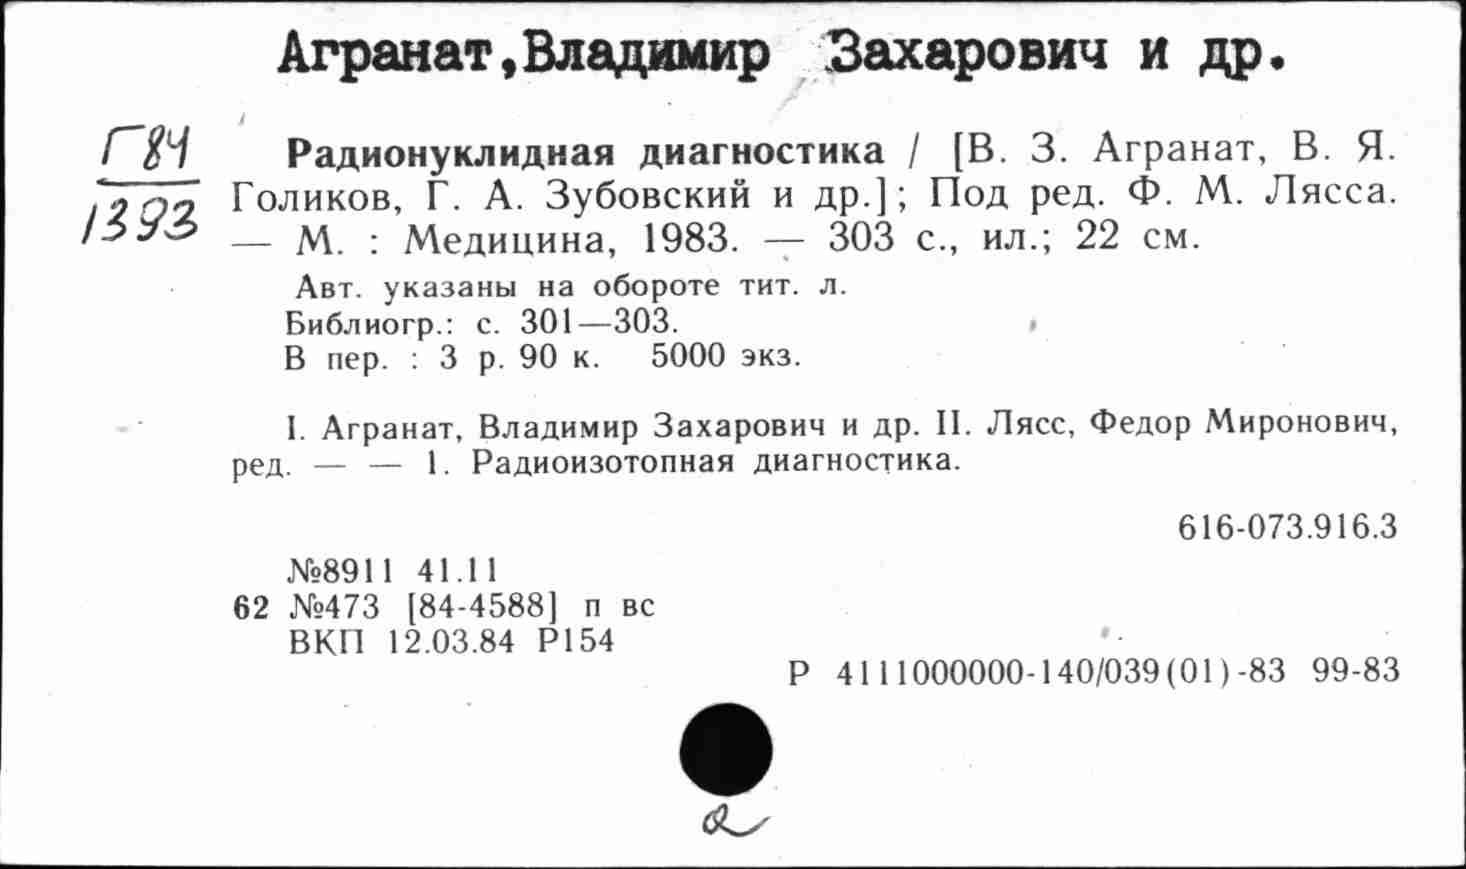 Агранат,Владимир Захарович и др.
Г84
1393
Радионуклидная диагностика / [В. З. Агранат, В. Я.
Голиков, Г. А. Зубовский и др.]; Под ред. Ф. М. Лясса.
— М. : Медицина, 1983. — 303 с., ил.; 22 см.
Авт. указаны на обороте тит. л.
Библиогр.: с. 301—303.
В пер. : 3 р. 90 к. 5000 экз.
I. Агранат, Владимир Захарович и др. II. Лясс, Федор Миронович,
ред. — — 1. Радиоизотопная диагностика.
616-073.916.3
№8911 41.11
62 №473 [84-4588] п вс
ВКП 12.03.84 Р154
Р 4111000000-140/039(01)-83 99-83